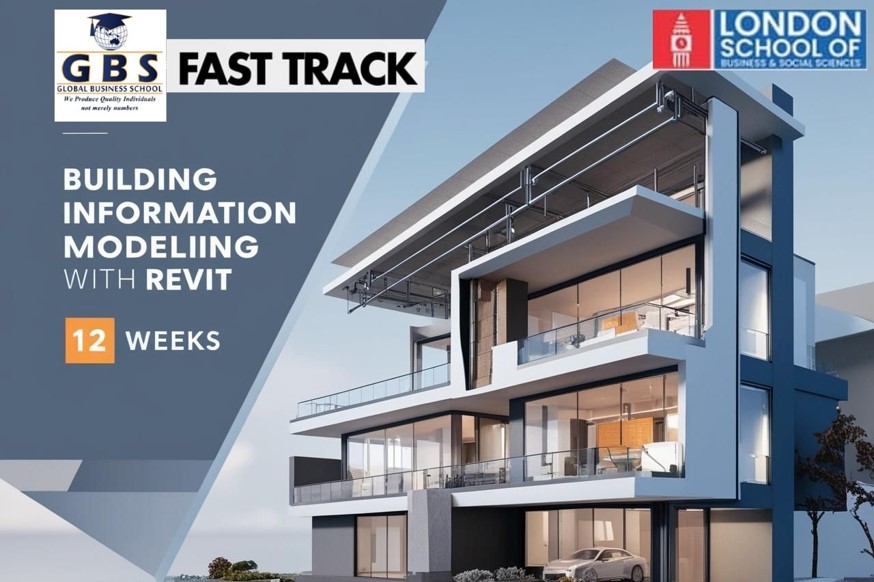 GBS
GLOBAL BUSINESS SCHOOL
We Produce Quality Individuals
not merely numbers
FAST TRACK
LONDON
SCHOOL OF
BUSINESS & SOCIAL SCIENCES
BUILDING
INFORMATION
MODELIING
WITH REVIT
12 WEEKS